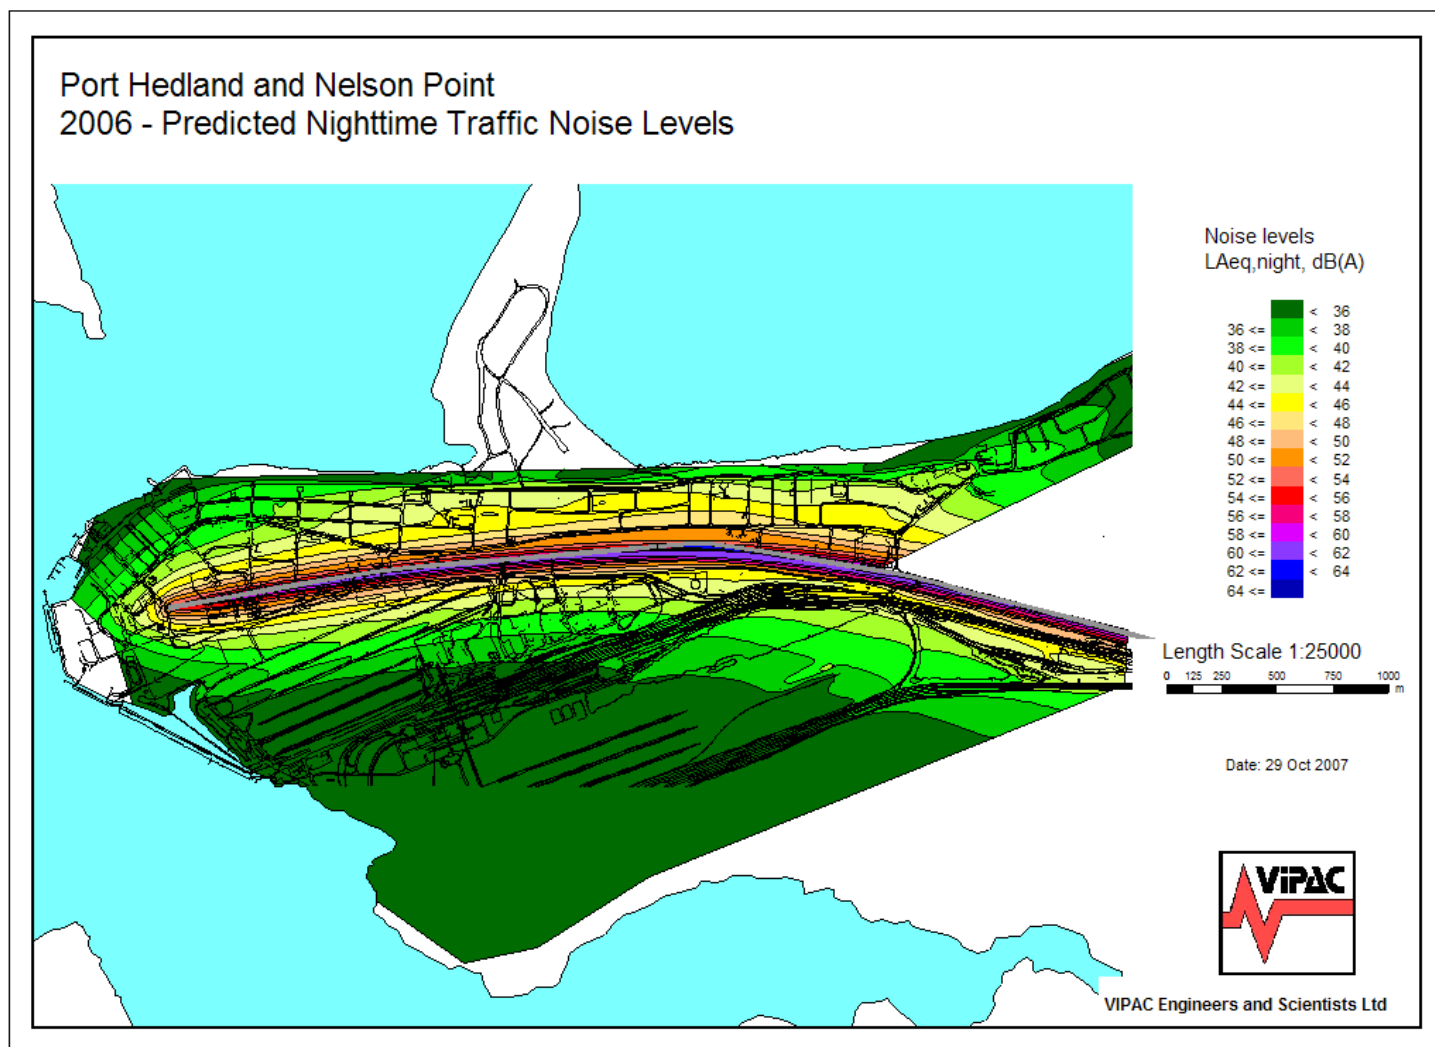 Port Hedland and Nelson Point
2006 - Predicted Nighttime Traffic Noise Levels
Noise levels
LAeq,night, dB(A)
< 36
36 <= < 38
38 <= < 40
40 <= < 42
42 <= < 44
44 <= < 46
46 <= < 48
48 <= < 50
50 <= < 52
52 <= < 54
54 <= < 56
56 <= < 58
58 <= < 60
60 <= < 62
62 <= < 64
64 <=
Length Scale 1:25000
0 125 250 500 750 1000
m
Date: 29 Oct 2007
ViPAC
VIPAC Engineers and Scientists Ltd